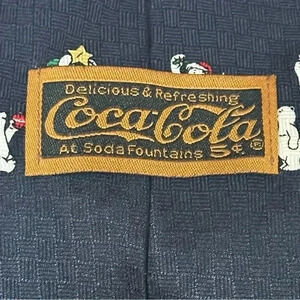 Delicious & Refreshing
Coca-Cola
At Soda Fountains 5¢
®